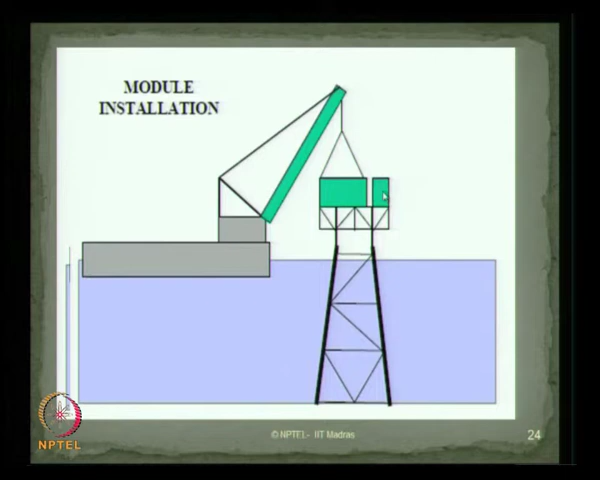 MODULE
INSTALLATION
NPTEL
© NPTEL - IIT Madras
24